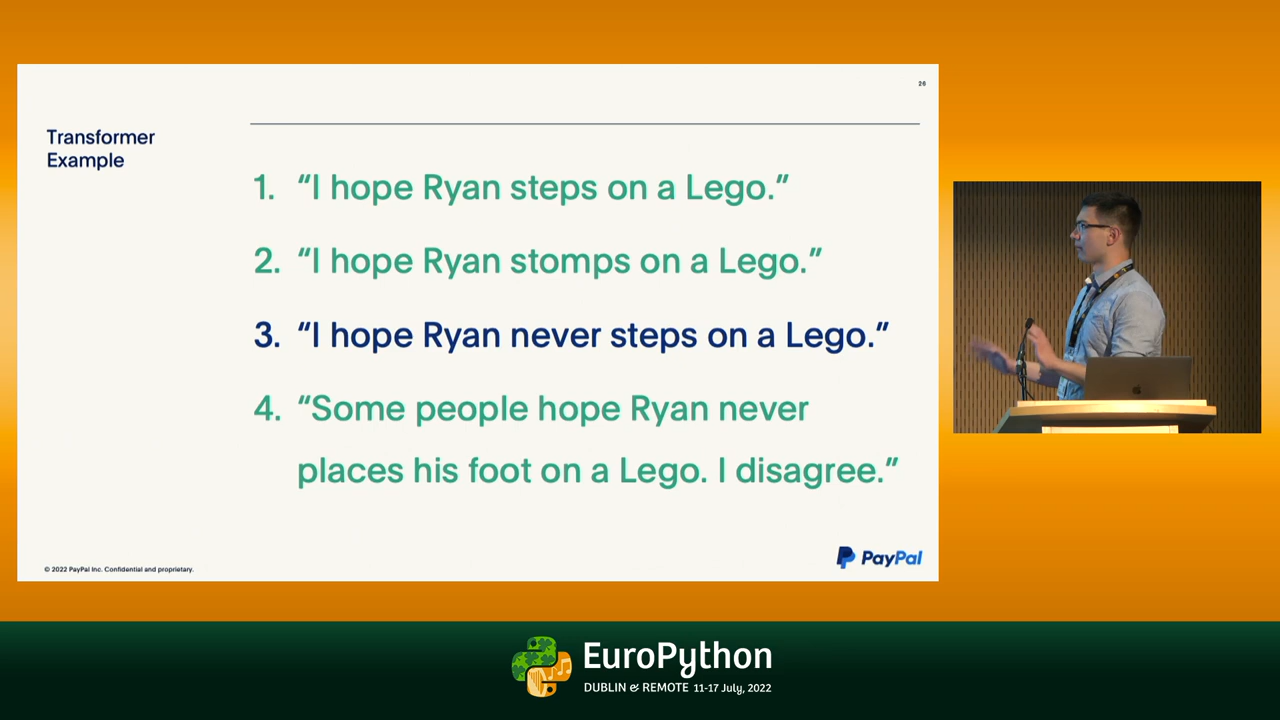 26
Transformer
Example
1. “I hope Ryan steps on a Lego.”
2. “I hope Ryan stomps on a Lego.”
3. “I hope Ryan never steps on a Lego.”
4. “Some people hope Ryan never
places his foot on a Lego. I disagree.”
© 2022 PayPal Inc. Confidential and proprietary.
PayPal
EuroPython
DUBLIN & REMOTE 11-17 July, 2022